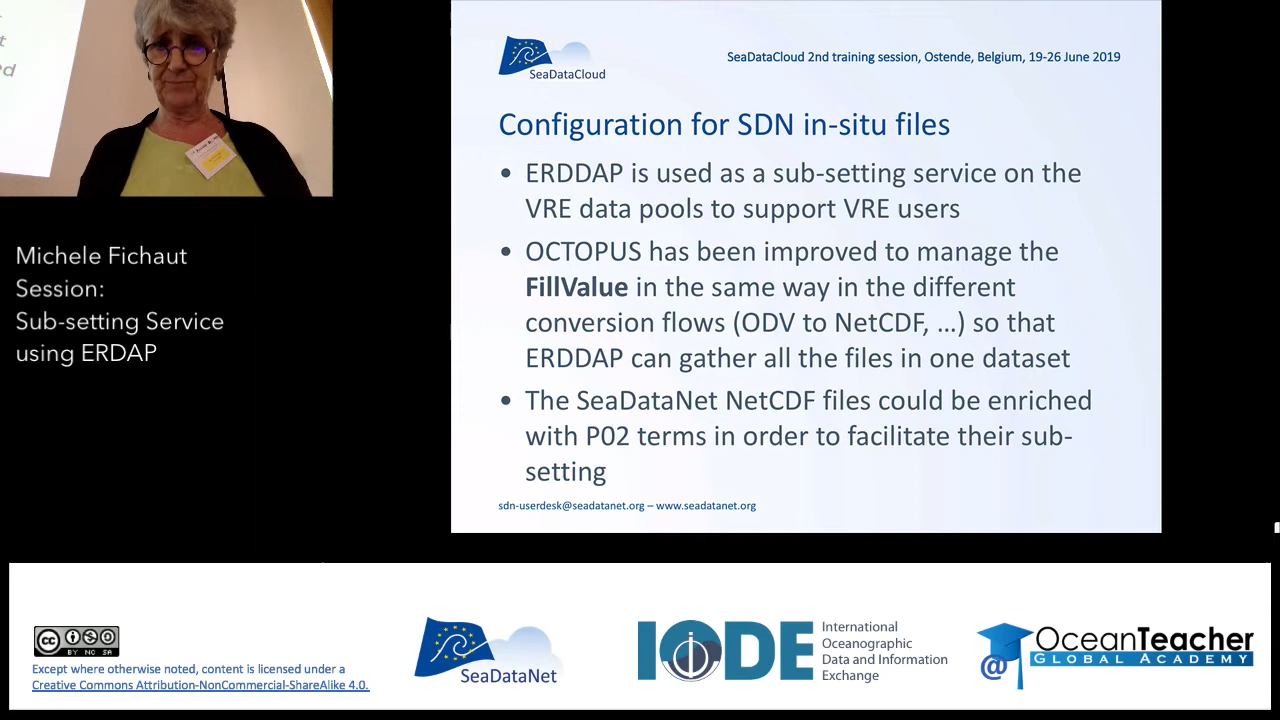 SeaDataCloud
SeaDataCloud 2nd training session, Ostende, Belgium, 19-26 June 2019
Configuration for SDN in-situ files
• ERDDAP is used as a sub-setting service on the
VRE data pools to support VRE users
• OCTOPUS has been improved to manage the
FillValue in the same way in the different
conversion flows (ODV to NetCDF, …) so that
ERDDAP can gather all the files in one dataset
• The SeaDataNet NetCDF files could be enriched
with P02 terms in order to facilitate their sub-
setting
sdn-userdesk@seadatanet.org – www.seadatanet.org
Michele Fichaut
Session:
Sub-setting Service
using ERDAP
cc
BY NC SA
Except where otherwise noted, content is licensed under a
Creative Commons Attribution-NonCommercial-ShareAlike 4.0.
SeaDataNet
IODE
International
Oceanographic
Data and Information
Exchange
@
OceanTeacher
GLOBAL ACADEMY